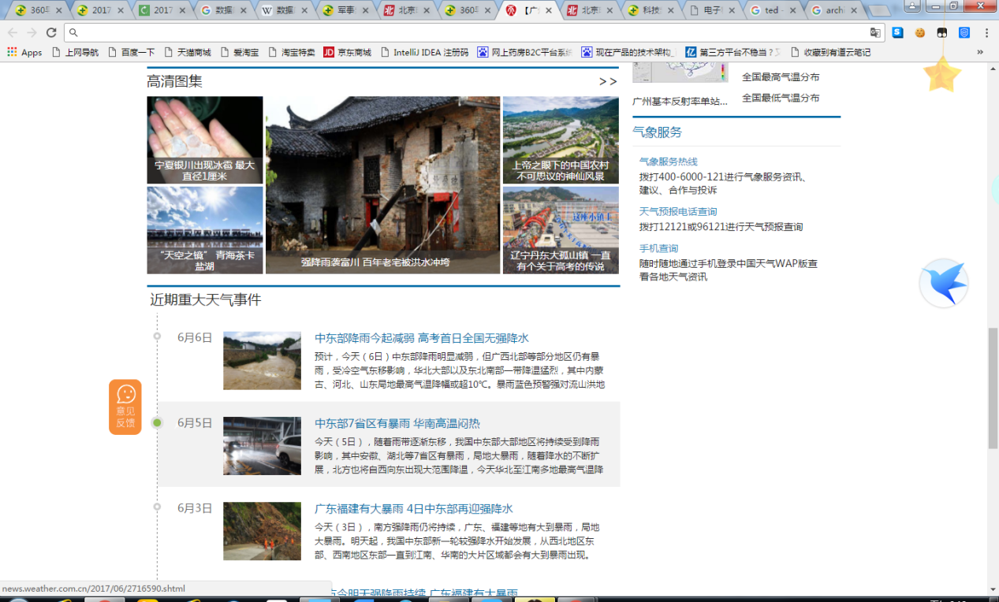 360
2017
2017
数据
数据
军事
北京
360
【广
北京
科技
电子
ted -
archi
Apps
上网导航
百度一下
天猫商城
爱淘宝
淘宝特卖
京东商城
IntelliJ IDEA 注册码
网上药房B2C平台系统
现在产品的技术架构_
第三方平台不稳当？
收藏到有道云笔记
»
高清图集
>>
宁夏银川出现冰雹 最大
直径1厘米
“天空之镜” 青海茶卡
盐湖
强降雨袭富川 百年老宅被洪水冲垮
上帝之眼下的中国农村
不可思议的神仙风景
这座小镇上
辽宁丹东大孤山镇 一直
有个关于高考的传说
广州基本反射率单站...
全国最高气温分布
全国最低气温分布
气象服务
气象服务热线
拨打400-6000-121进行气象服务资讯、
建议、合作与投诉
天气预报电话查询
拨打12121或96121进行天气预报查询
手机查询
随时随地通过手机登录中国天气WAP版查
看各地天气资讯
近期重大天气事件
6月6日
中东部降雨今起减弱 高考首日全国无强降水
预计，今天（6日）中东部降雨明显减弱，但广西北部等部分地区仍有暴
雨，受冷空气东移影响，华北大部以及东北南部一带降温猛烈，其中内蒙
古、河北、山东局地最高气温降幅或超10℃。暴雨蓝色预警强对流山洪地
意见
反馈
6月5日
中东部7省区有暴雨 华南高温闷热
今天（5日），随着雨带逐渐东移，我国中东部大部地区将持续受到降雨
影响，其中安徽、湖北等7省区有暴雨，局地大暴雨，随着降水的不断扩
展，北方也将自西向东出现大范围降温，今天华北至江南多地最高气温降
6月3日
广东福建有大暴雨 4日中东部再迎强降水
今天（3日），南方强降雨仍将持续，广东、福建等地有大到暴雨，局地
大暴雨。明天起，我国中东部新一轮较强降水开始发展，从西北地区东
部、西南地区东部一直到江南、华南的大片区域都会有大到暴雨出现。
今明天强降雨持续 广东福建有大暴雨
news.weather.com.cn/2017/06/2716590.shtml